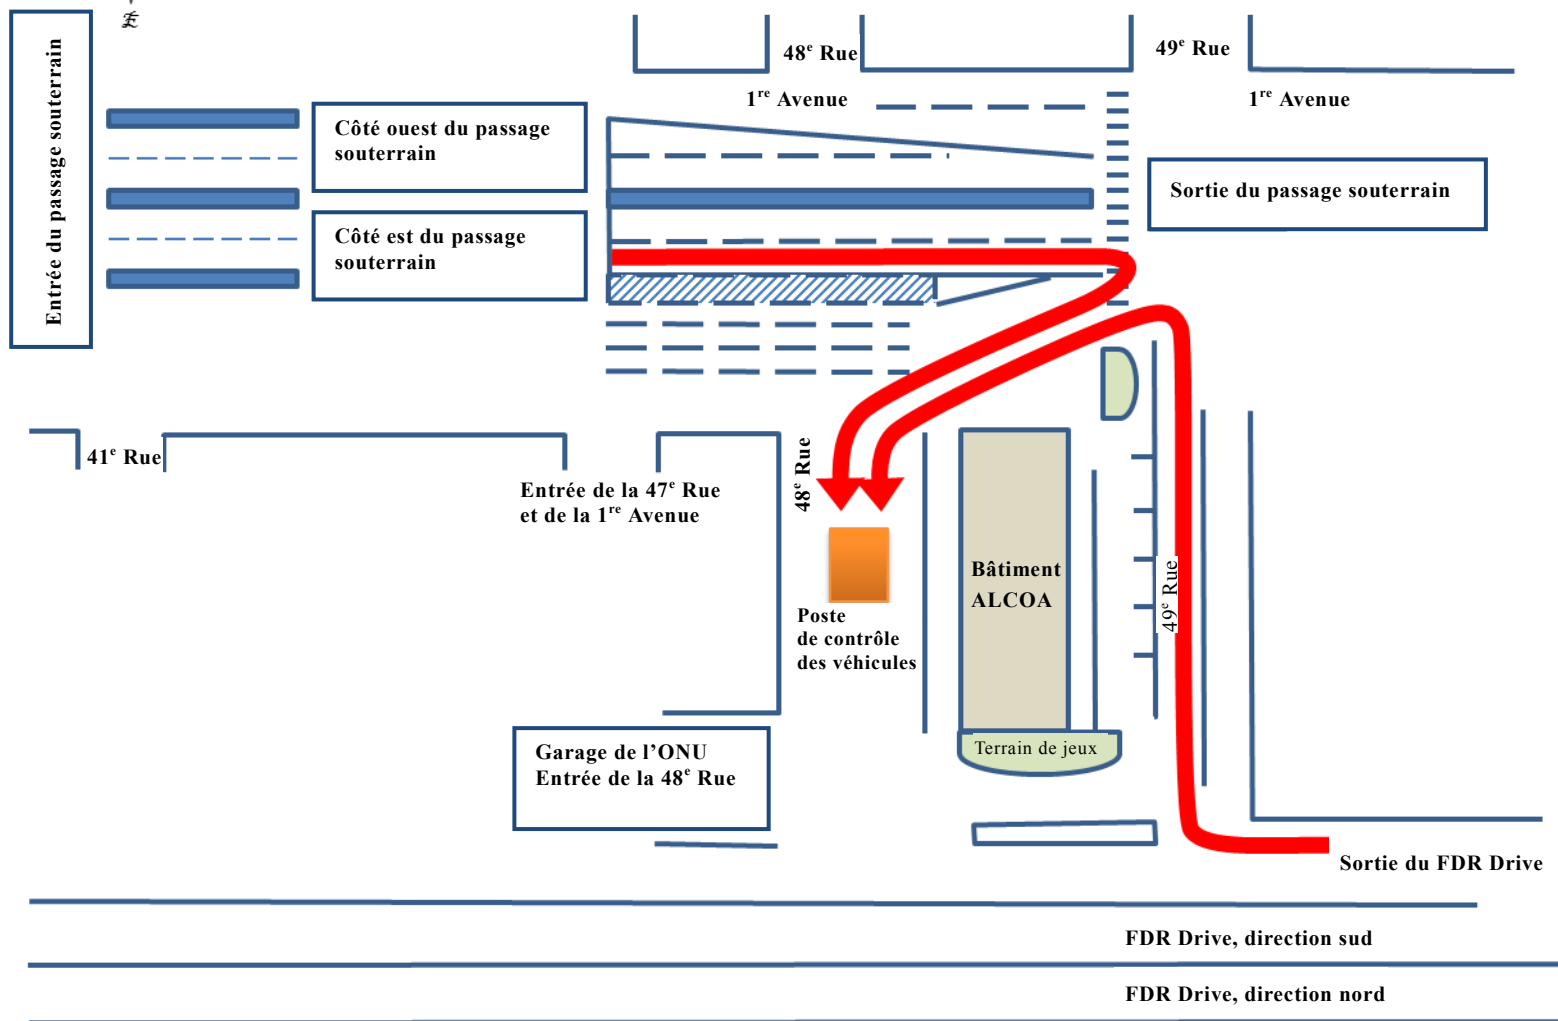 E
Entrée du passage souterrain
48e Rue
49e Rue
1re Avenue
1re Avenue
Côté ouest du passage
souterrain
Sortie du passage souterrain
Côté est du passage
souterrain
41e Rue
48e Rue
Entrée de la 47e Rue
et de la 1re Avenue
Bâtiment
ALCOA
49e Rue
Poste
de contrôle
des véhicules
Garage de l’ONU
Entrée de la 48e Rue
Terrain de jeux
Sortie du FDR Drive
FDR Drive, direction sud
FDR Drive, direction nord